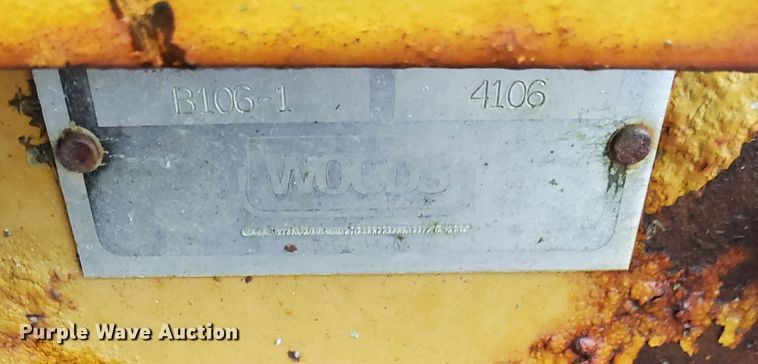 B106-1 4106
WOODS
Purple Wave Auction